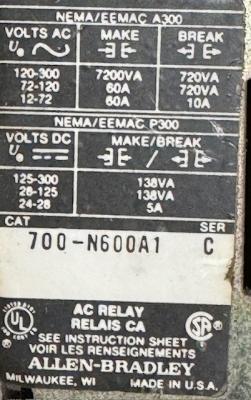 NEMA/EEMAC A300
VOLTS AC MAKE BREAK
120-300 7200VA 720VA
72-120 60A 720VA
12-72 60A 10A
NEMA/EEMAC P300
VOLTS DC MAKE/BREAK
/
125-300 138VA
28-125 138VA
24-28 5A
CAT SER
700-N600A1 C
AC RELAY
RELAIS CA
UL
SA
SEE INSTRUCTION SHEET
VOIR LES RENSEIGNEMENTS
ALLEN-BRADLEY
MILWAUKEE, WI MADE IN U.S.A.